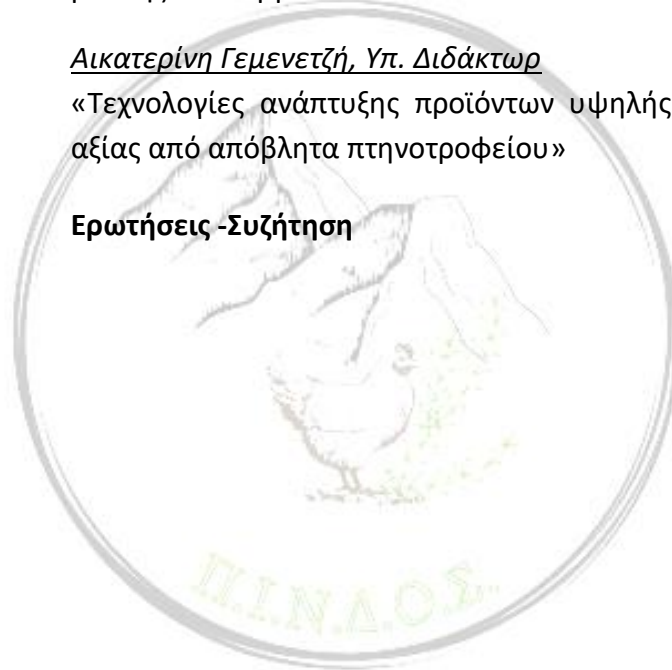 Αικατερίνη Γεμενετζή, Υπ. Διδάκτωρ
«Τεχνολογίες ανάπτυξης προϊόντων υψηλής
αξίας από απόβλητα πτηνοτροφείου»
Ερωτήσεις -Συζήτηση
Π.Ι.Ν.Δ.Ο.Σ.